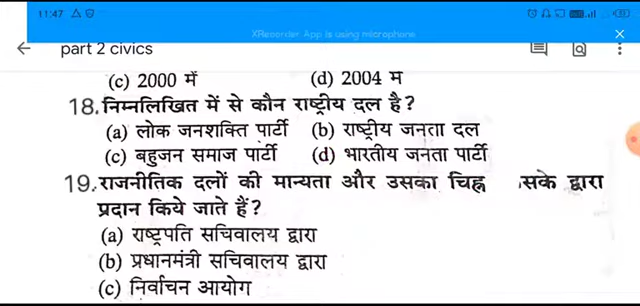 11:47
XRecorder App is using microphone
part 2 civics
(c) 2000 में (d) 2004 में
18. निम्नलिखित में से कौन राष्ट्रीय दल है?
(a) लोक जनशक्ति पार्टी (b) राष्ट्रीय जनता दल
(c) बहुजन समाज पार्टी (d) भारतीय जनता पार्टी
19. राजनीतिक दलों की मान्यता और उसका चिह्न सके द्वारा
प्रदान किये जाते हैं?
(a) राष्ट्रपति सचिवालय द्वारा
(b) प्रधानमंत्री सचिवालय द्वारा
(c) निर्वाचन आयोग